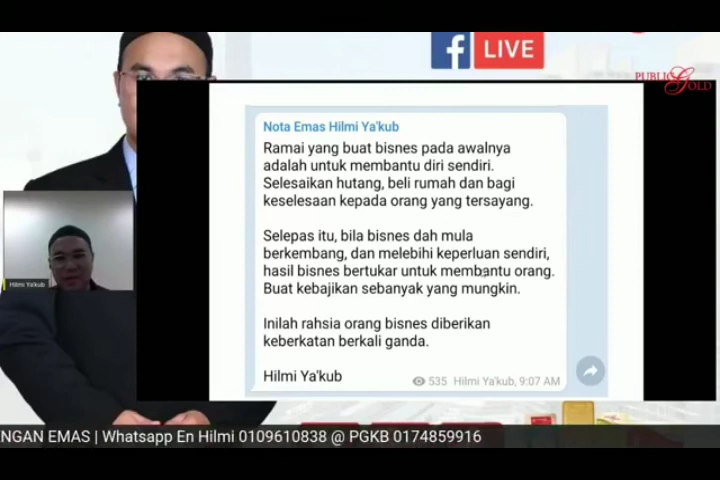 f LIVE
PUBLIC GOLD
Nota Emas Hilmi Ya'kub
Ramai yang buat bisnes pada awalnya
adalah untuk membantu diri sendiri.
Selesaikan hutang, beli rumah dan bagi
keselesaan kepada orang yang tersayang.
Selepas itu, bila bisnes dah mula
berkembang, dan melebihi keperluan sendiri,
hasil bisnes bertukar untuk membantu orang.
Buat kebajikan sebanyak yang mungkin.
Inilah rahsia orang bisnes diberikan
keberkatan berkali ganda.
Hilmi Ya'kub
535 Hilmi Ya'kub, 9:07 AM
Hilmi Ya'kub
NGAN EMAS | Whatsapp En Hilmi 0109610838 @ PGKB 0174859916